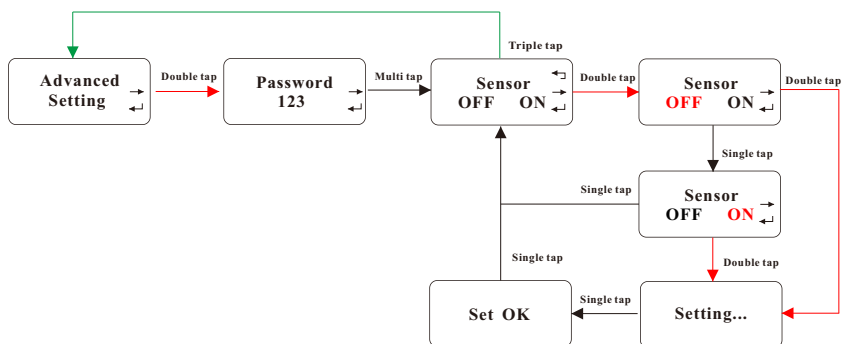 Triple tap
Advanced
Setting
Double tap
Password
123
Multi tap
Sensor
OFF ON
Double tap
Sensor
OFF ON
Double tap
Single tap
Single tap
Sensor
OFF ON
Single tap
Double tap
Set OK
Single tap
Setting...